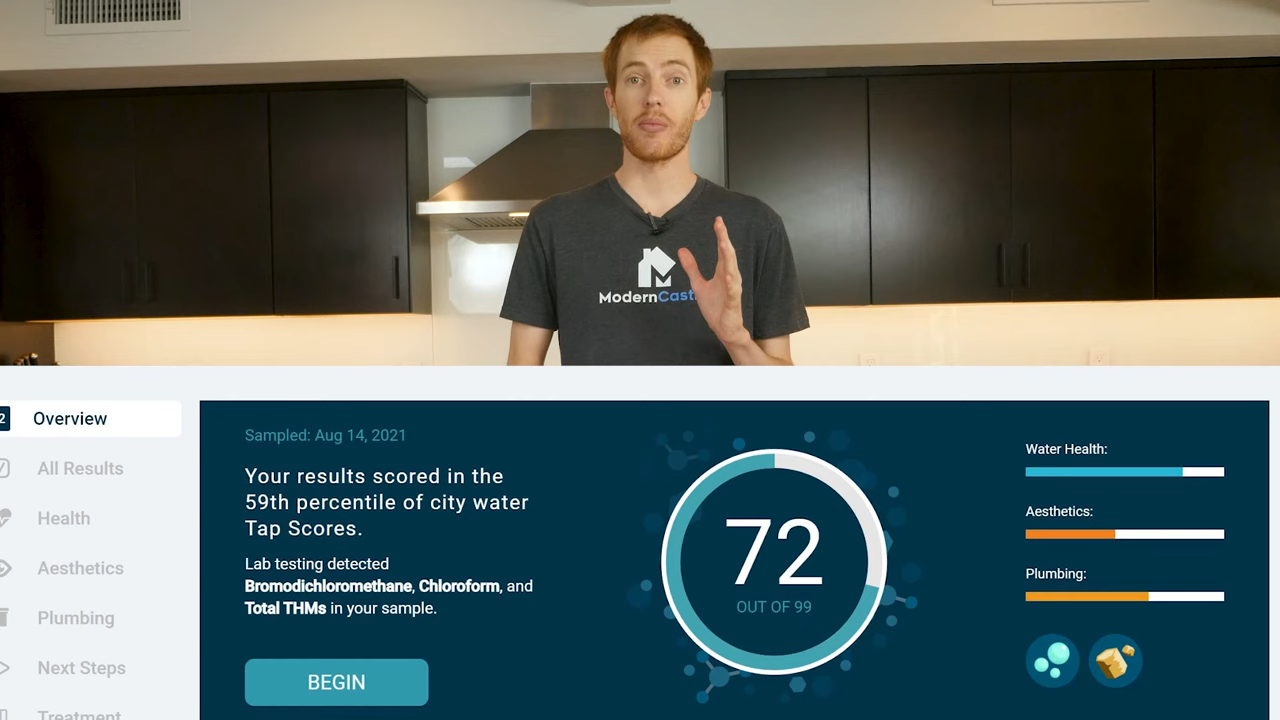 ModernCast
2
Overview
All Results
Health
Aesthetics
Plumbing
Next Steps
Treatment
Sampled: Aug 14, 2021
Your results scored in the
59th percentile of city water
Tap Scores.
Lab testing detected
Bromodichloromethane, Chloroform, and
Total THMs in your sample.
BEGIN
72
OUT OF 99
Water Health:
Aesthetics:
Plumbing: